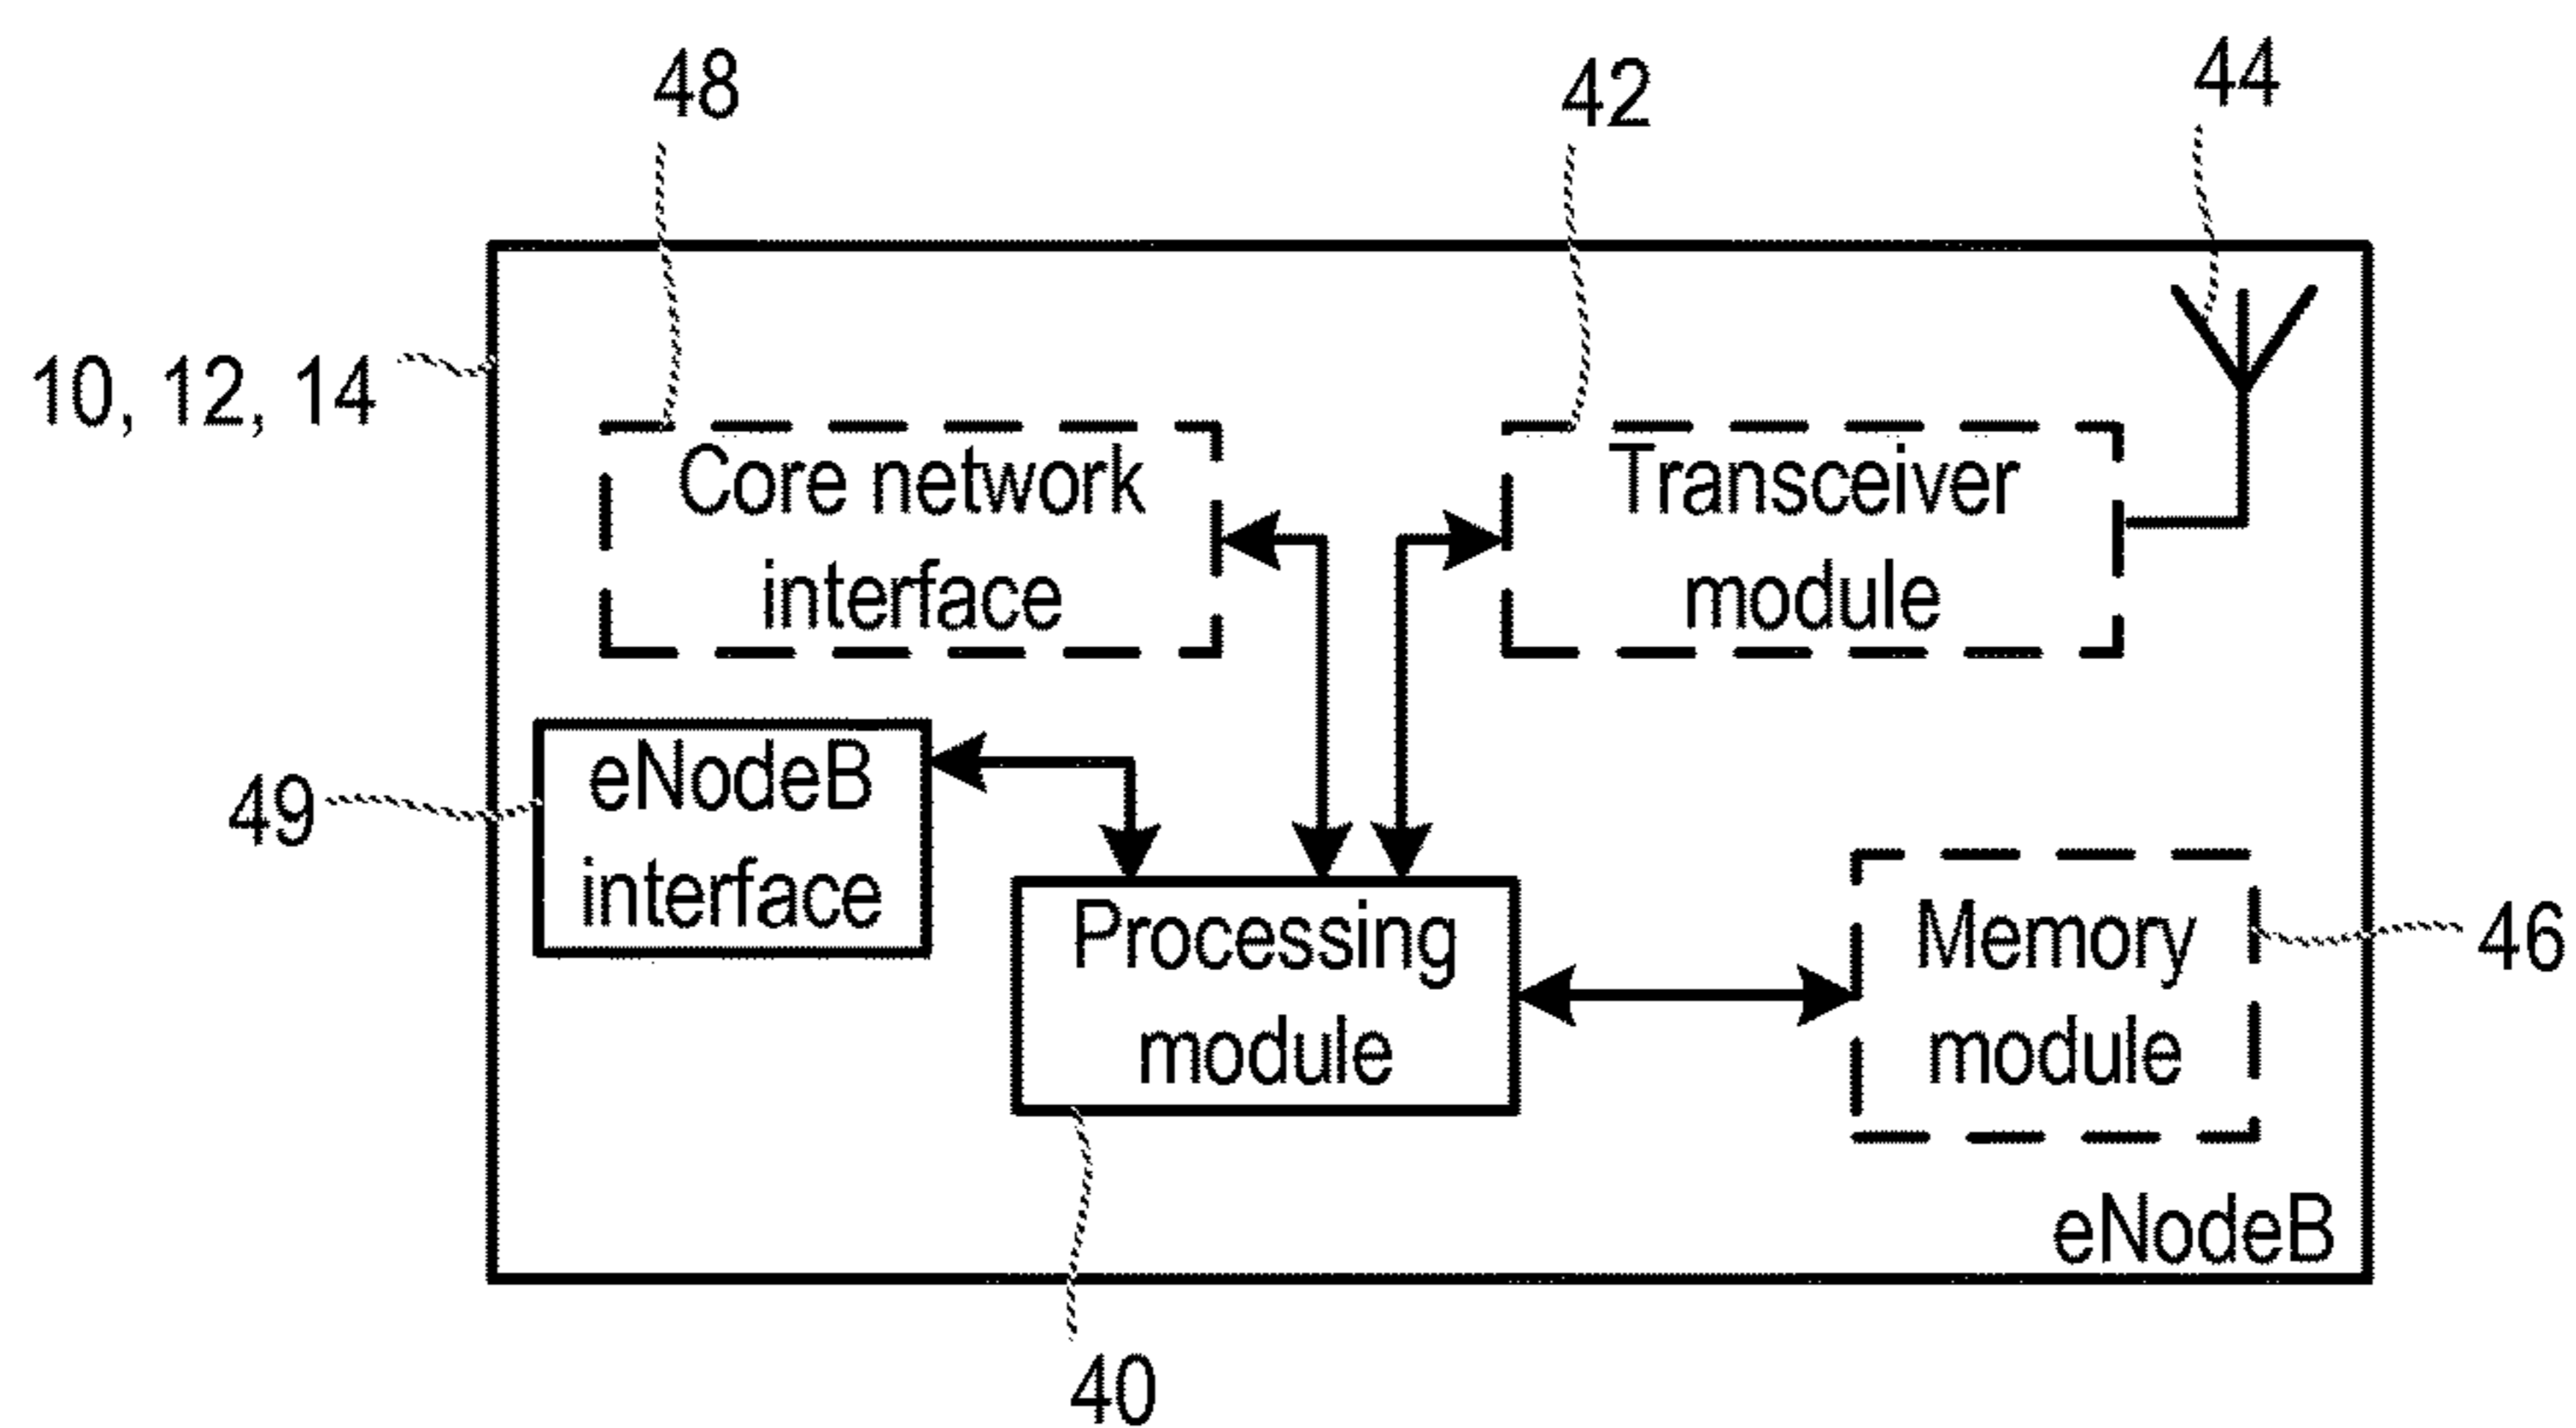 48
42
44
10, 12, 14
Core network
interface
Transceiver
module
49
eNodeB
interface
Processing
module
Memory
module
46
eNodeB
40